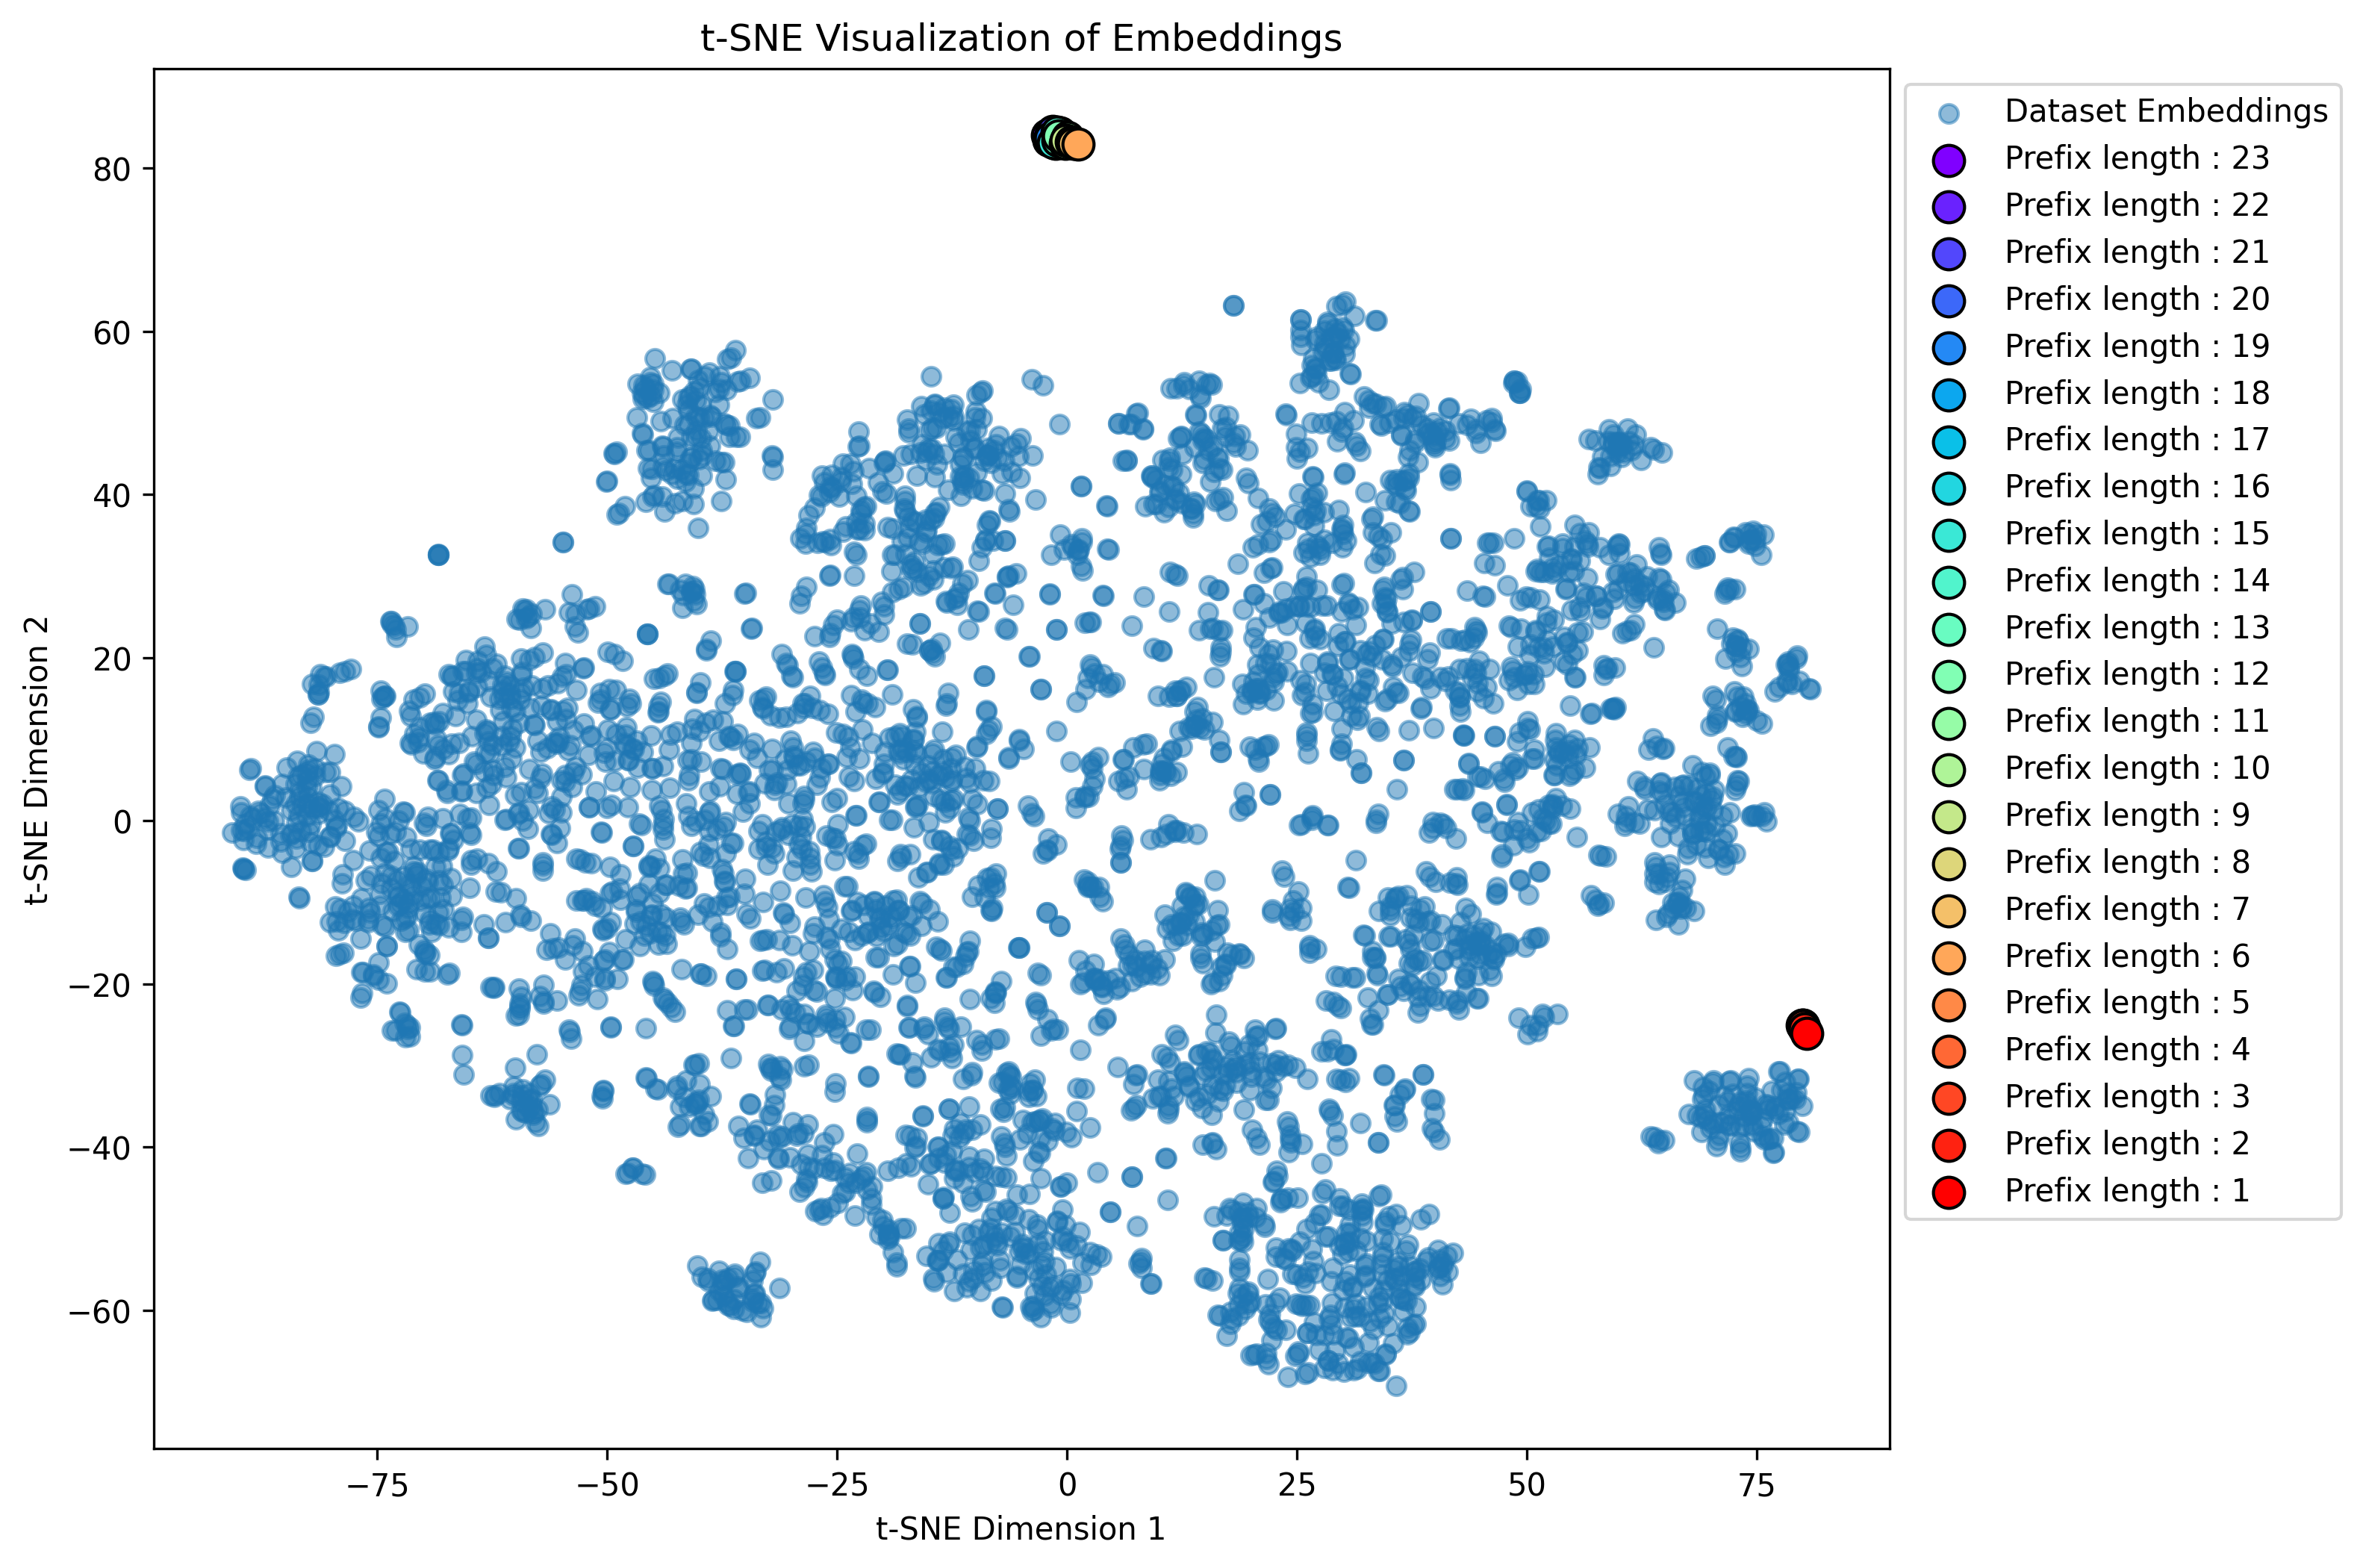 t-SNE Visualization of Embeddings
t-SNE Dimension 2
80
60
40
20
0
−20
−40
−60
−75
−50
−25
0
25
50
75
t-SNE Dimension 1
Dataset Embeddings
Prefix length : 23
Prefix length : 22
Prefix length : 21
Prefix length : 20
Prefix length : 19
Prefix length : 18
Prefix length : 17
Prefix length : 16
Prefix length : 15
Prefix length : 14
Prefix length : 13
Prefix length : 12
Prefix length : 11
Prefix length : 10
Prefix length : 9
Prefix length : 8
Prefix length : 7
Prefix length : 6
Prefix length : 5
Prefix length : 4
Prefix length : 3
Prefix length : 2
Prefix length : 1